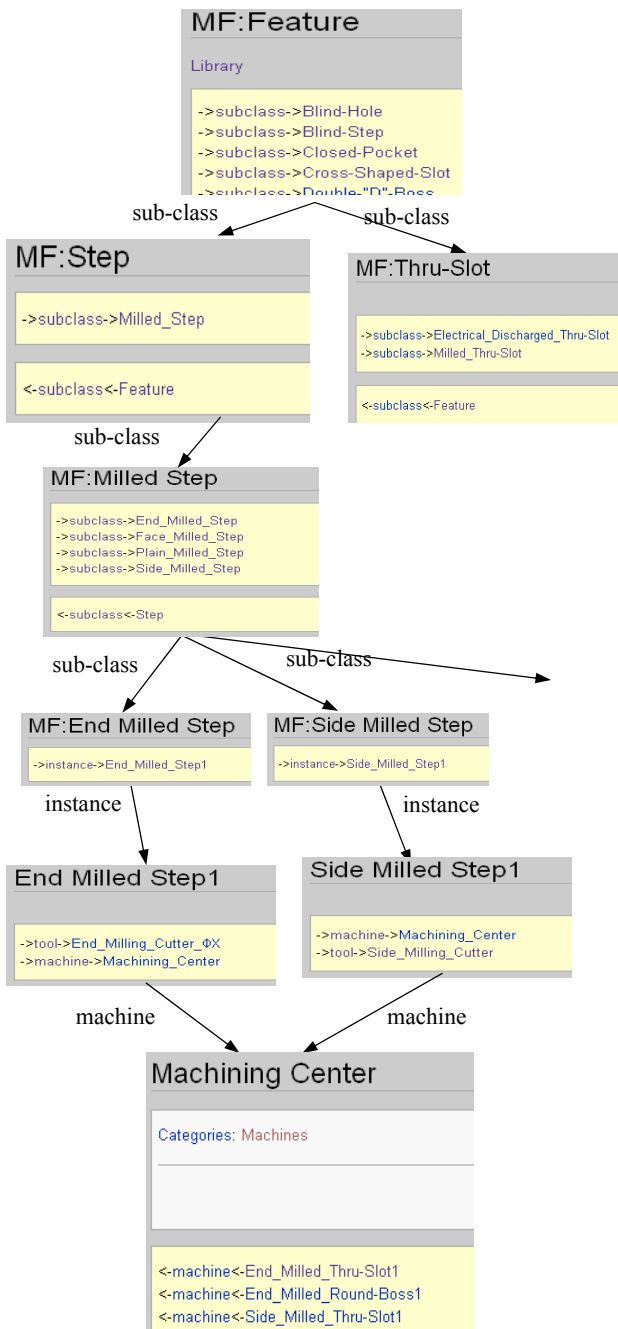 MF:Feature
Library
->subclass->Blind-Hole
->subclass->Blind-Step
->subclass->Closed-Pocket
->subclass->Cross-Shaped-Slot
->subclass->Double-"D"-Boss
sub-class
sub-class
MF:Step
->subclass->Milled_Step
<-subclass<-Feature
MF:Thru-Slot
->subclass->Electrical_Discharged_Thru-Slot
->subclass->Milled_Thru-Slot
<-subclass<-Feature
sub-class
MF:Milled Step
->subclass->End_Milled_Step
->subclass->Face_Milled_Step
->subclass->Plain_Milled_Step
->subclass->Side_Milled_Step
<-subclass<-Step
sub-class
sub-class
MF:End Milled Step
->instance->End_Milled_Step1
MF:Side Milled Step
->instance->Side_Milled_Step1
instance
instance
End Milled Step1
->tool->End_Milling_Cutter_ΦX
->machine->Machining_Center
Side Milled Step1
->machine->Machining_Center
->tool->Side_Milling_Cutter
machine
machine
Machining Center
Categories: Machines
<-machine<-End_Milled_Thru-Slot1
<-machine<-End_Milled_Round-Boss1
<-machine<-Side_Milled_Thru-Slot1